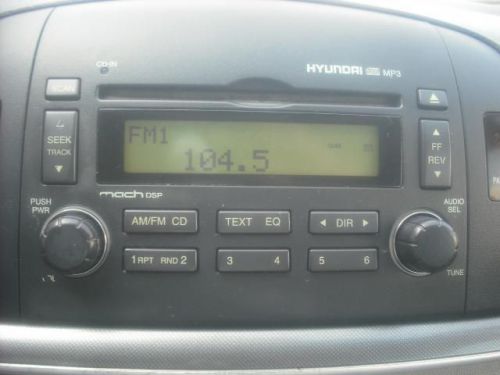 CD-IN
HYUNDAI MP3
SCAN
FM1
104.5
SEEK
TRACK
FF
REV
mach DSP
PUSH
PWR
AM/FM CD
TEXT EQ
DIR
AUDIO
SEL
1 RPT RND 2
3 4
5 6
TUNE